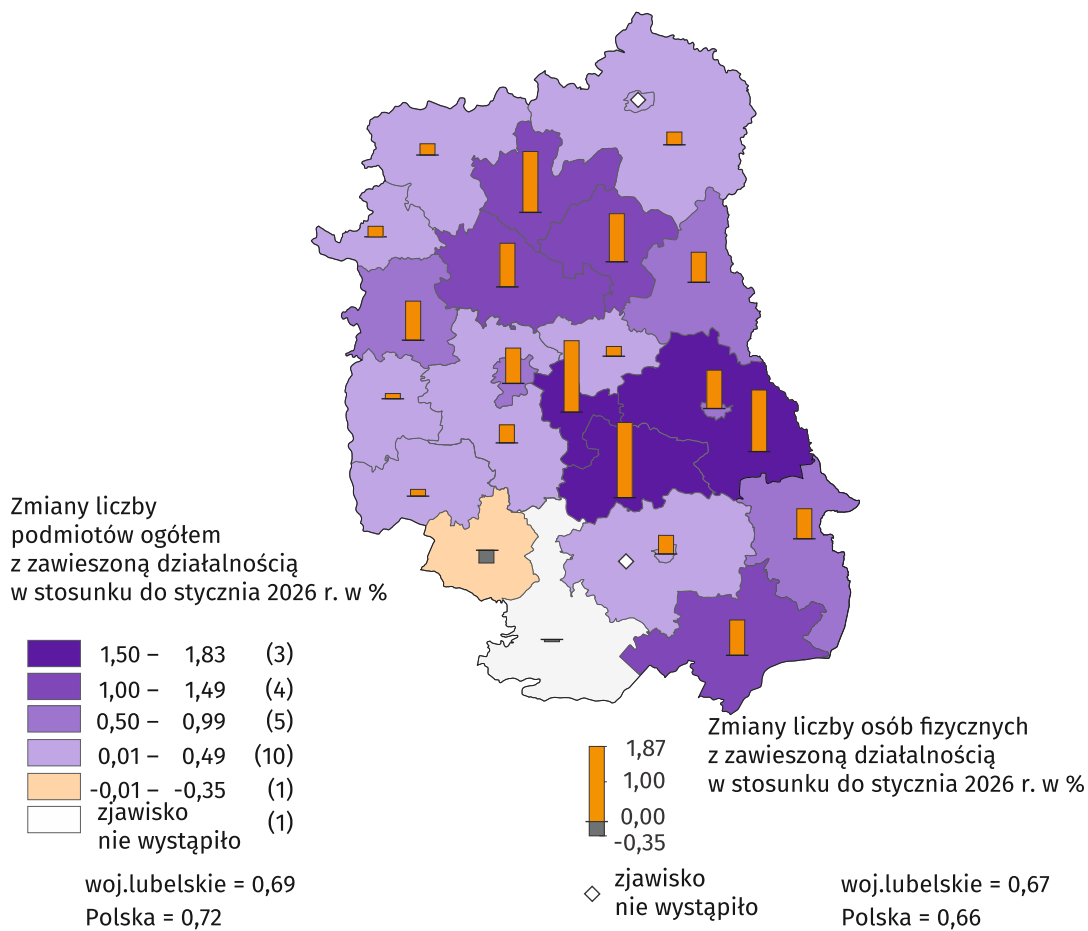 Zmiany liczby
podmiotów ogółem
z zawieszoną działalnością
w stosunku do stycznia 2026 r. w %
1,50 – 1,83 (3)
1,00 – 1,49 (4)
0,50 – 0,99 (5)
0,01 – 0,49 (10)
-0,01 – -0,35 (1)
zjawisko
nie wystąpiło (1)
woj.lubelskie = 0,69
Polska = 0,72
Zmiany liczby osób fizycznych
z zawieszoną działalnością
w stosunku do stycznia 2026 r. w %
1,87
1,00
0,00
-0,35
zjawisko
nie wystąpiło
woj.lubelskie = 0,67
Polska = 0,66